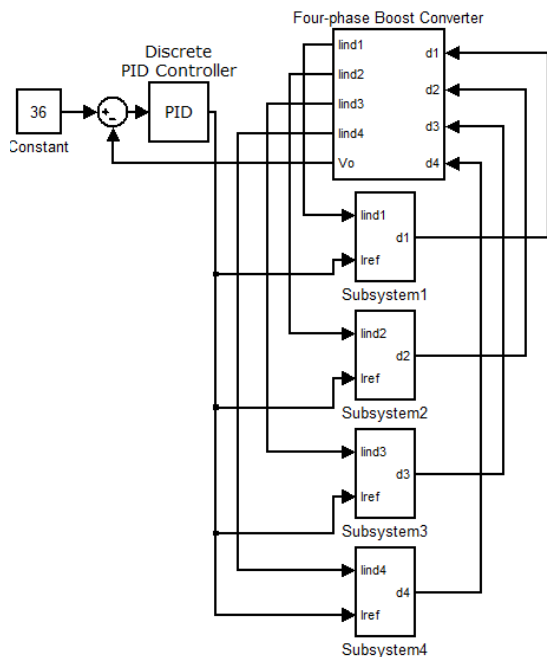 Four-phase Boost Converter
Iind1
d1
Iind2
d2
Iind3
d3
Iind4
d4
Vo
Discrete
PID Controller
36
PID
Constant
Iind1
d1
Iref
Subsystem1
Iind2
d2
Iref
Subsystem2
Iind3
d3
Iref
Subsystem3
Iind4
d4
Iref
Subsystem4